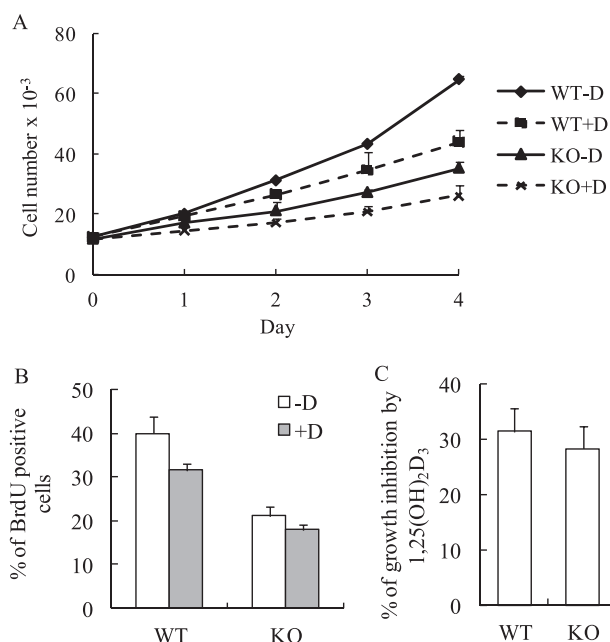 A
Cell number x 10⁻³
80
60
40
20
0
0 1 2 3 4
Day
WT-D
WT+D
KO-D
KO+D
B
% of BrdU positive
cells
50
40
30
20
10
0
-D
+D
WT KO
C
% of growth inhibition by
1,25(OH)₂D₃
40
30
20
10
0
WT KO